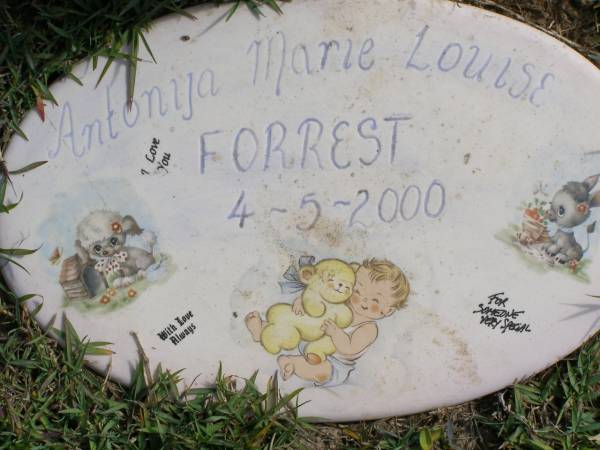 Antonija Marie Louise
FORREST
4-5-2000
I Love
You
With Love
Always
FOR
SOMEONE
VERY SPECIAL